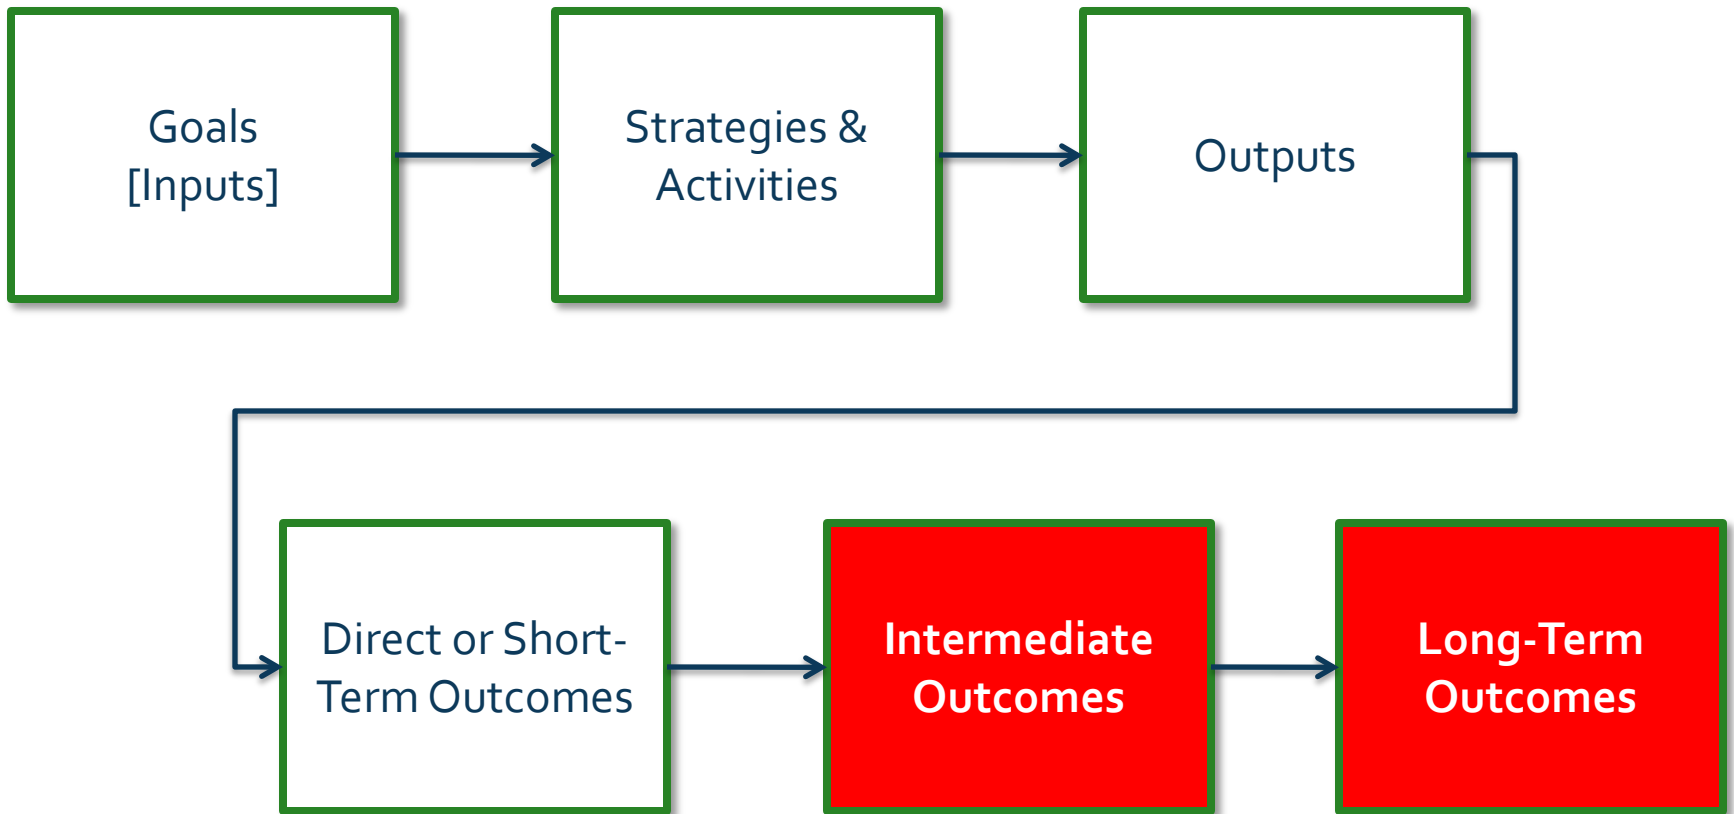 Goals
[Inputs]
Strategies &
Activities
Outputs
Direct or Short-
Term Outcomes
Intermediate
Outcomes
Long-Term
Outcomes